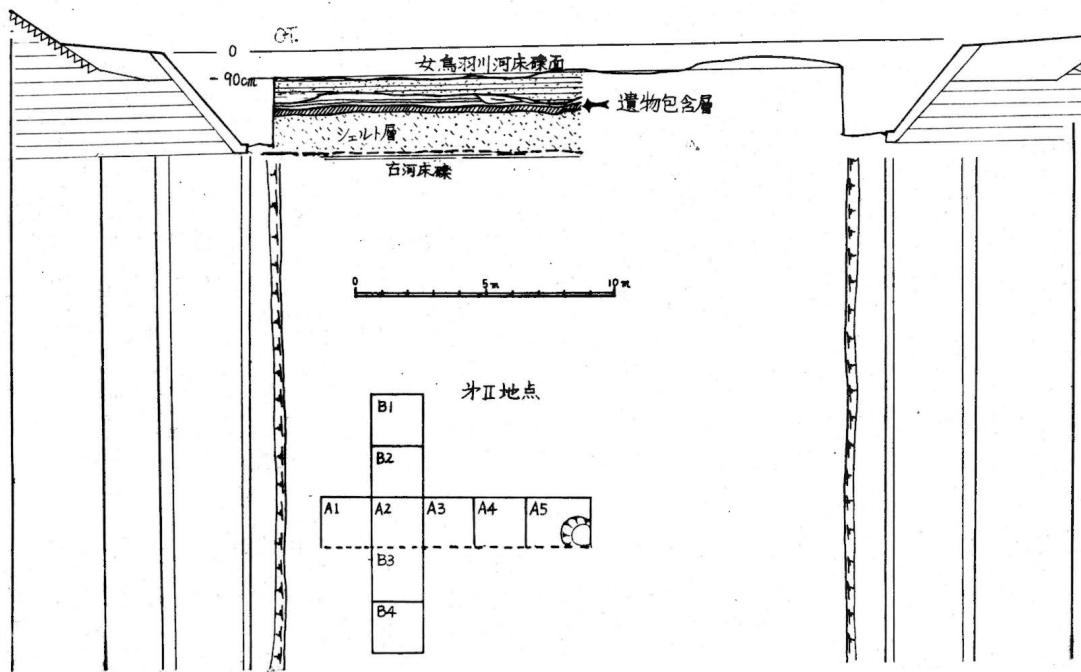 0
-90cm
女鳥羽川河床礫面
遺物包含層
シェルト層
古河床礫
0 5m 10m
第II地点
B1
B2
A1 A2 A3 A4 A5
B3
B4